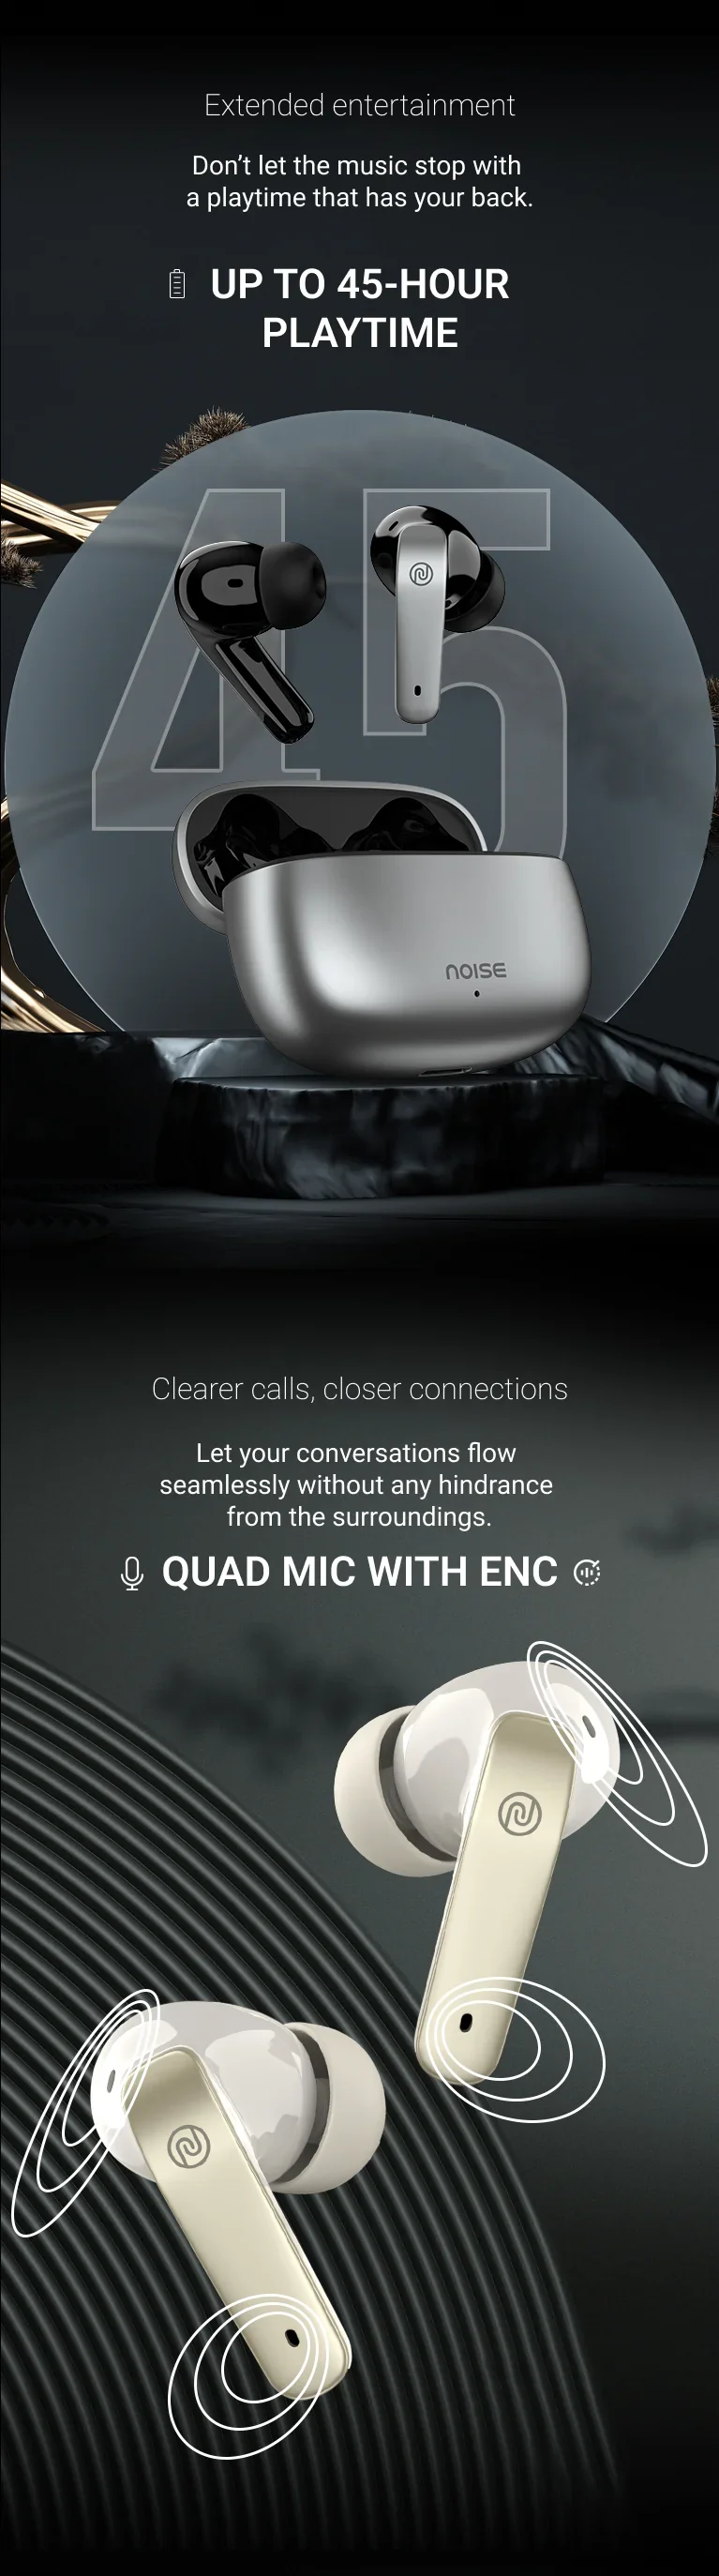 Extended entertainment
Don’t let the music stop with
a playtime that has your back.
UP TO 45-HOUR
PLAYTIME
45
NOISE
Clearer calls, closer connections
Let your conversations flow
seamlessly without any hindrance
from the surroundings.
QUAD MIC WITH ENC